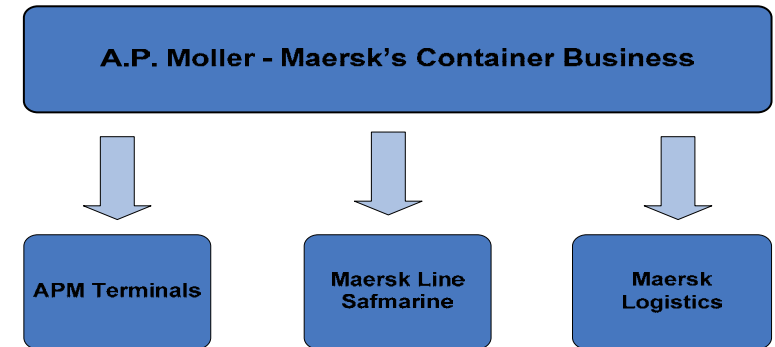 A.P. Moller - Maersk’s Container Business
APM Terminals
Maersk Line
Safmarine
Maersk
Logistics